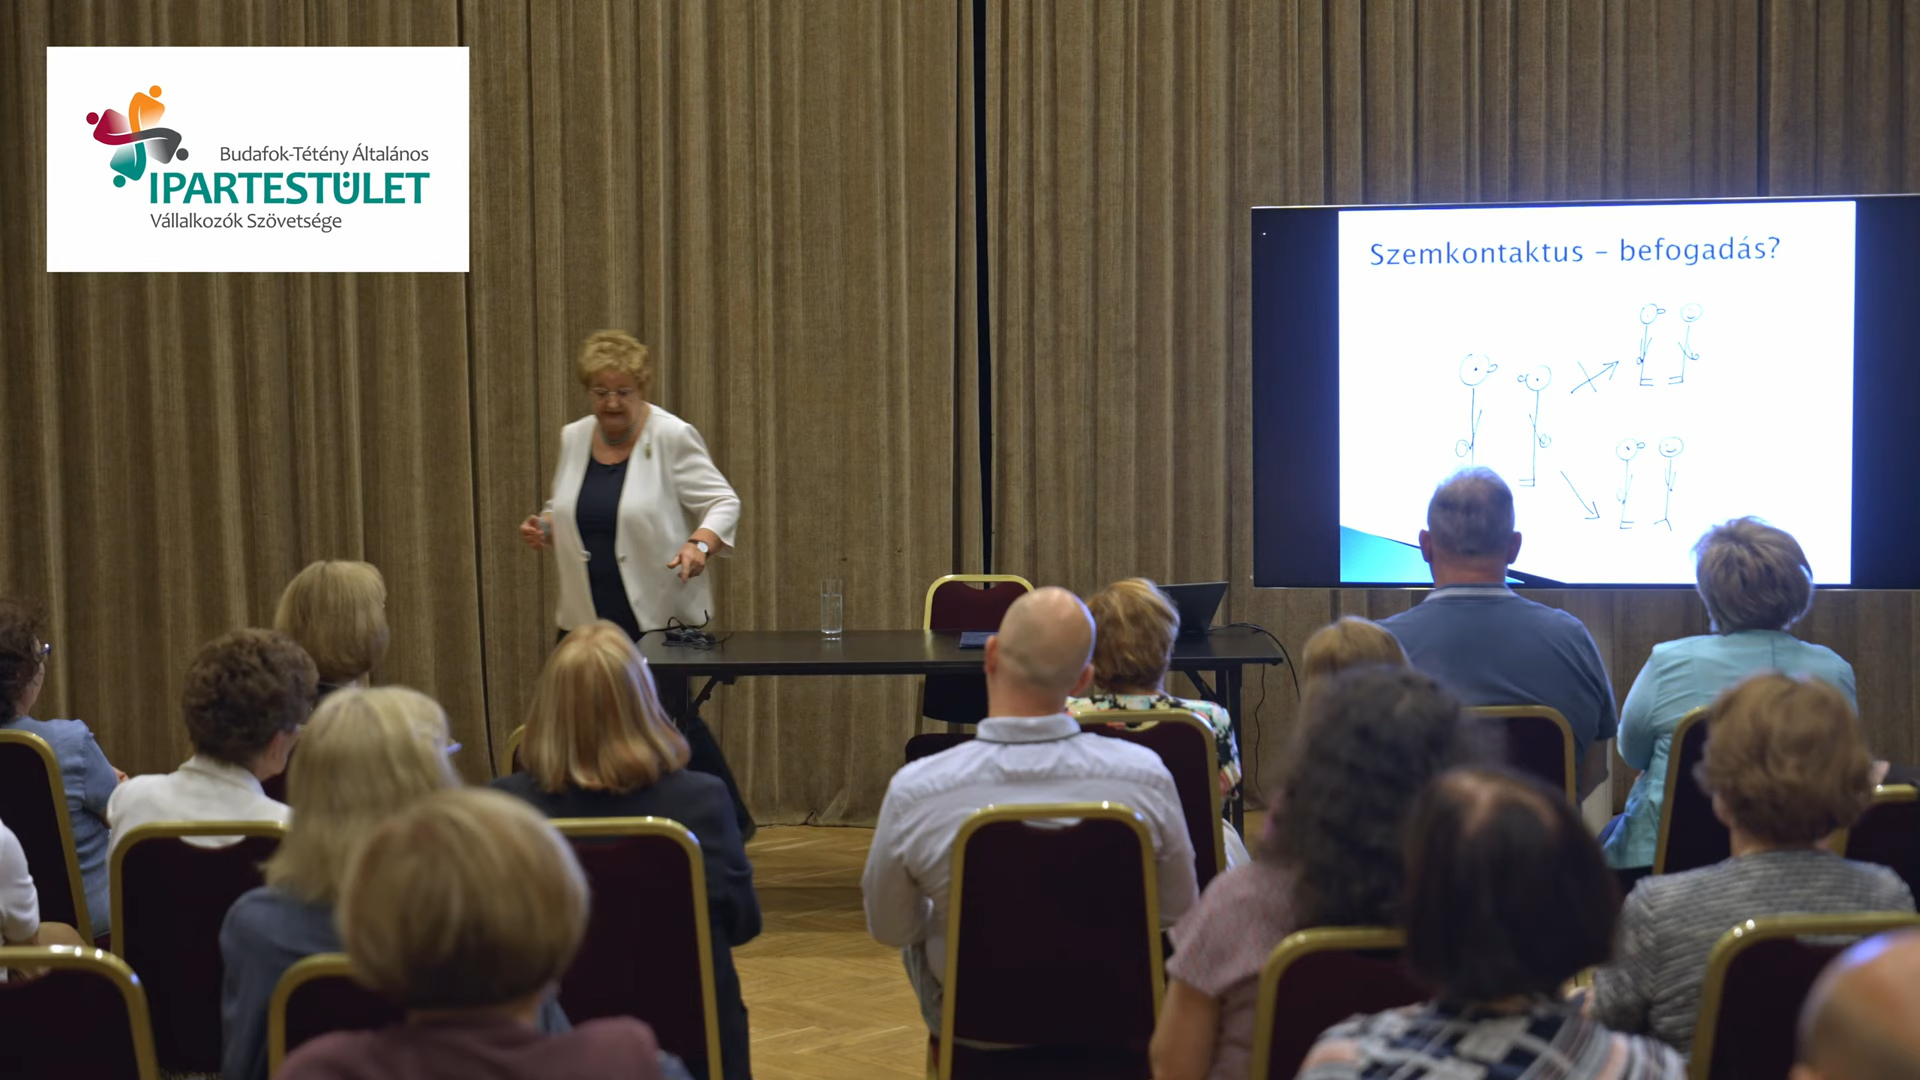 Budafok-Tétény Általános
IPARTESTÜLET
Vállalkozók Szövetsége
Szemkontaktus – befogadás?